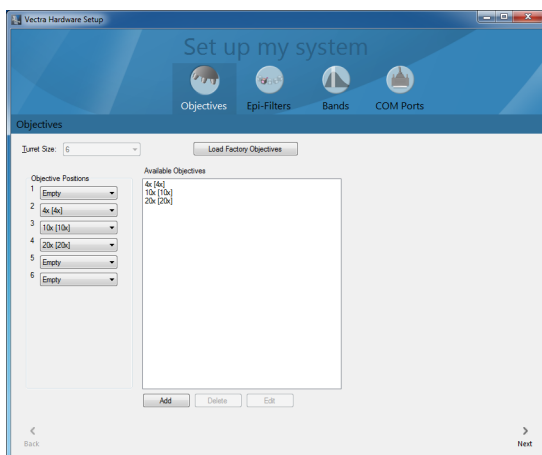 Vectra Hardware Setup
Set up my system
Objectives Epi-Filters Bands COM Ports
Objectives
Turret Size: 6
Load Factory Objectives
Objective Positions
1 Empty
2 4x [4x]
3 10x [10x]
4 20x [20x]
5 Empty
6 Empty
Available Objectives
4x [4x]
10x [10x]
20x [20x]
Add Delete Edit
Back Next